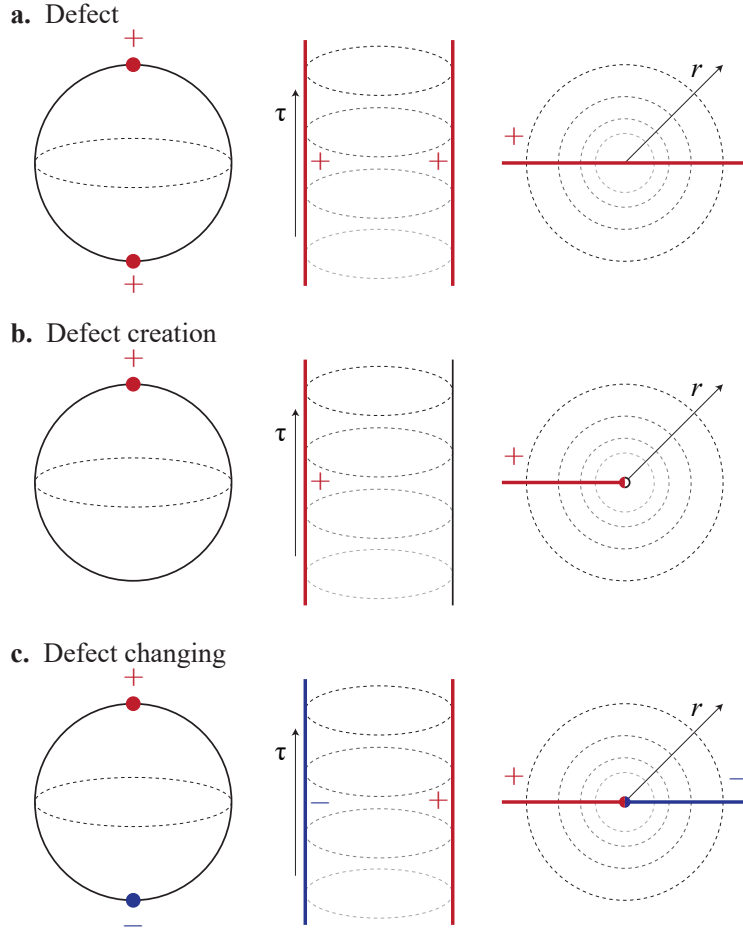 a. Defect
+
τ
r
+
+
+
+
b. Defect creation
+
τ
r
+
+
c. Defect changing
+
τ
r
+
−
−
+
−